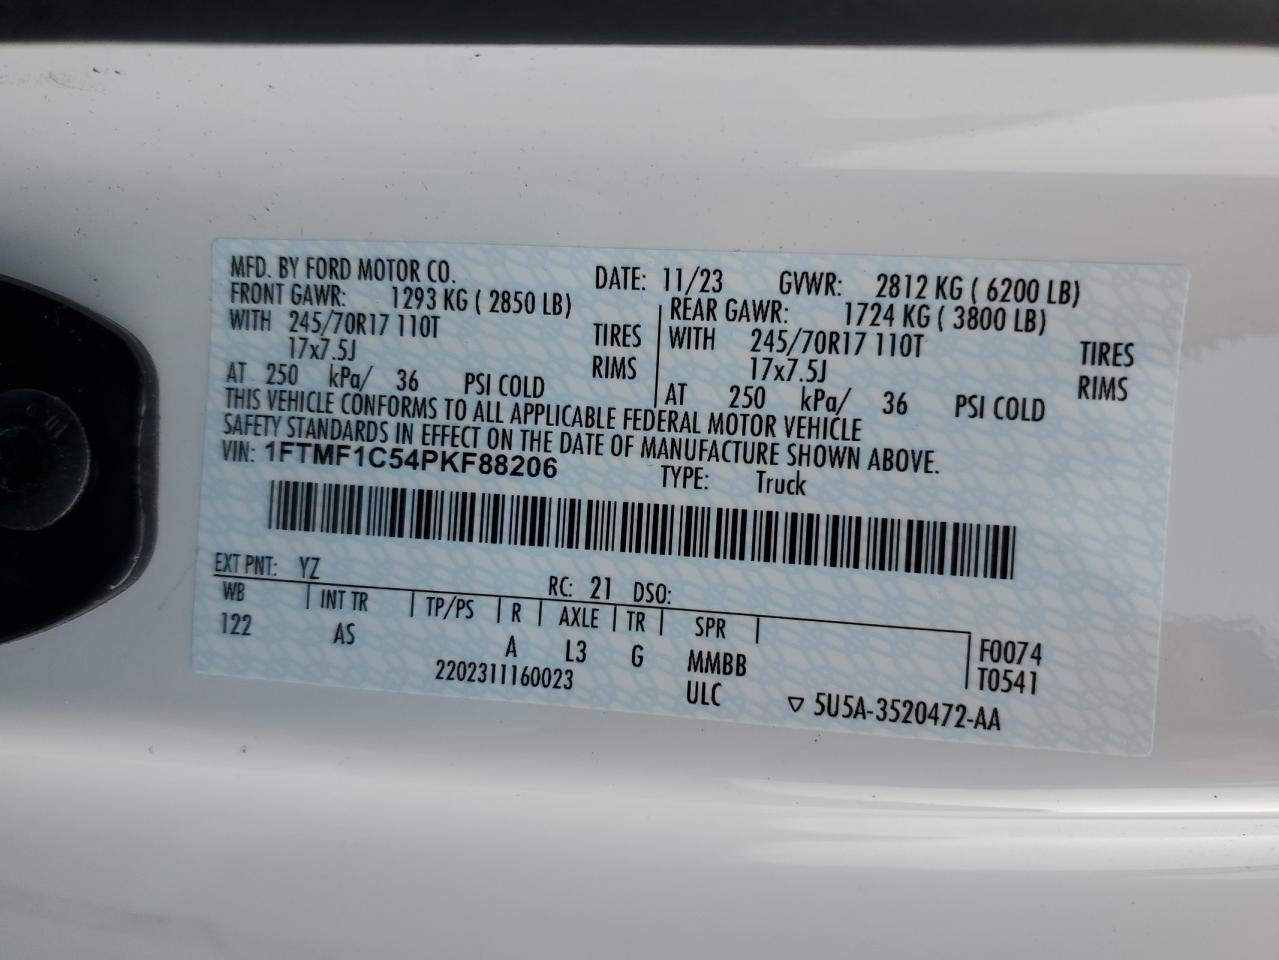 MFD. BY FORD MOTOR CO. DATE: 11/23 GVWR: 2812 KG ( 6200 LB)
FRONT GAWR: 1293 KG ( 2850 LB) REAR GAWR: 1724 KG ( 3800 LB)
WITH 245/70R17 110T TIRES WITH 245/70R17 110T TIRES
17x7.5J RIMS 17x7.5J RIMS
AT 250 kPa/ 36 PSI COLD AT 250 kPa/ 36 PSI COLD
THIS VEHICLE CONFORMS TO ALL APPLICABLE FEDERAL MOTOR VEHICLE
SAFETY STANDARDS IN EFFECT ON THE DATE OF MANUFACTURE SHOWN ABOVE.
VIN: 1FTMF1C54PKF88206 TYPE: Truck
EXT PNT: YZ RC: 21 DSO:
WB INT TR TP/PS R AXLE TR SPR
122 AS A L3 G MMBB F0074
2202311160023 ULC T0541
▽ 5U5A-3520472-AA